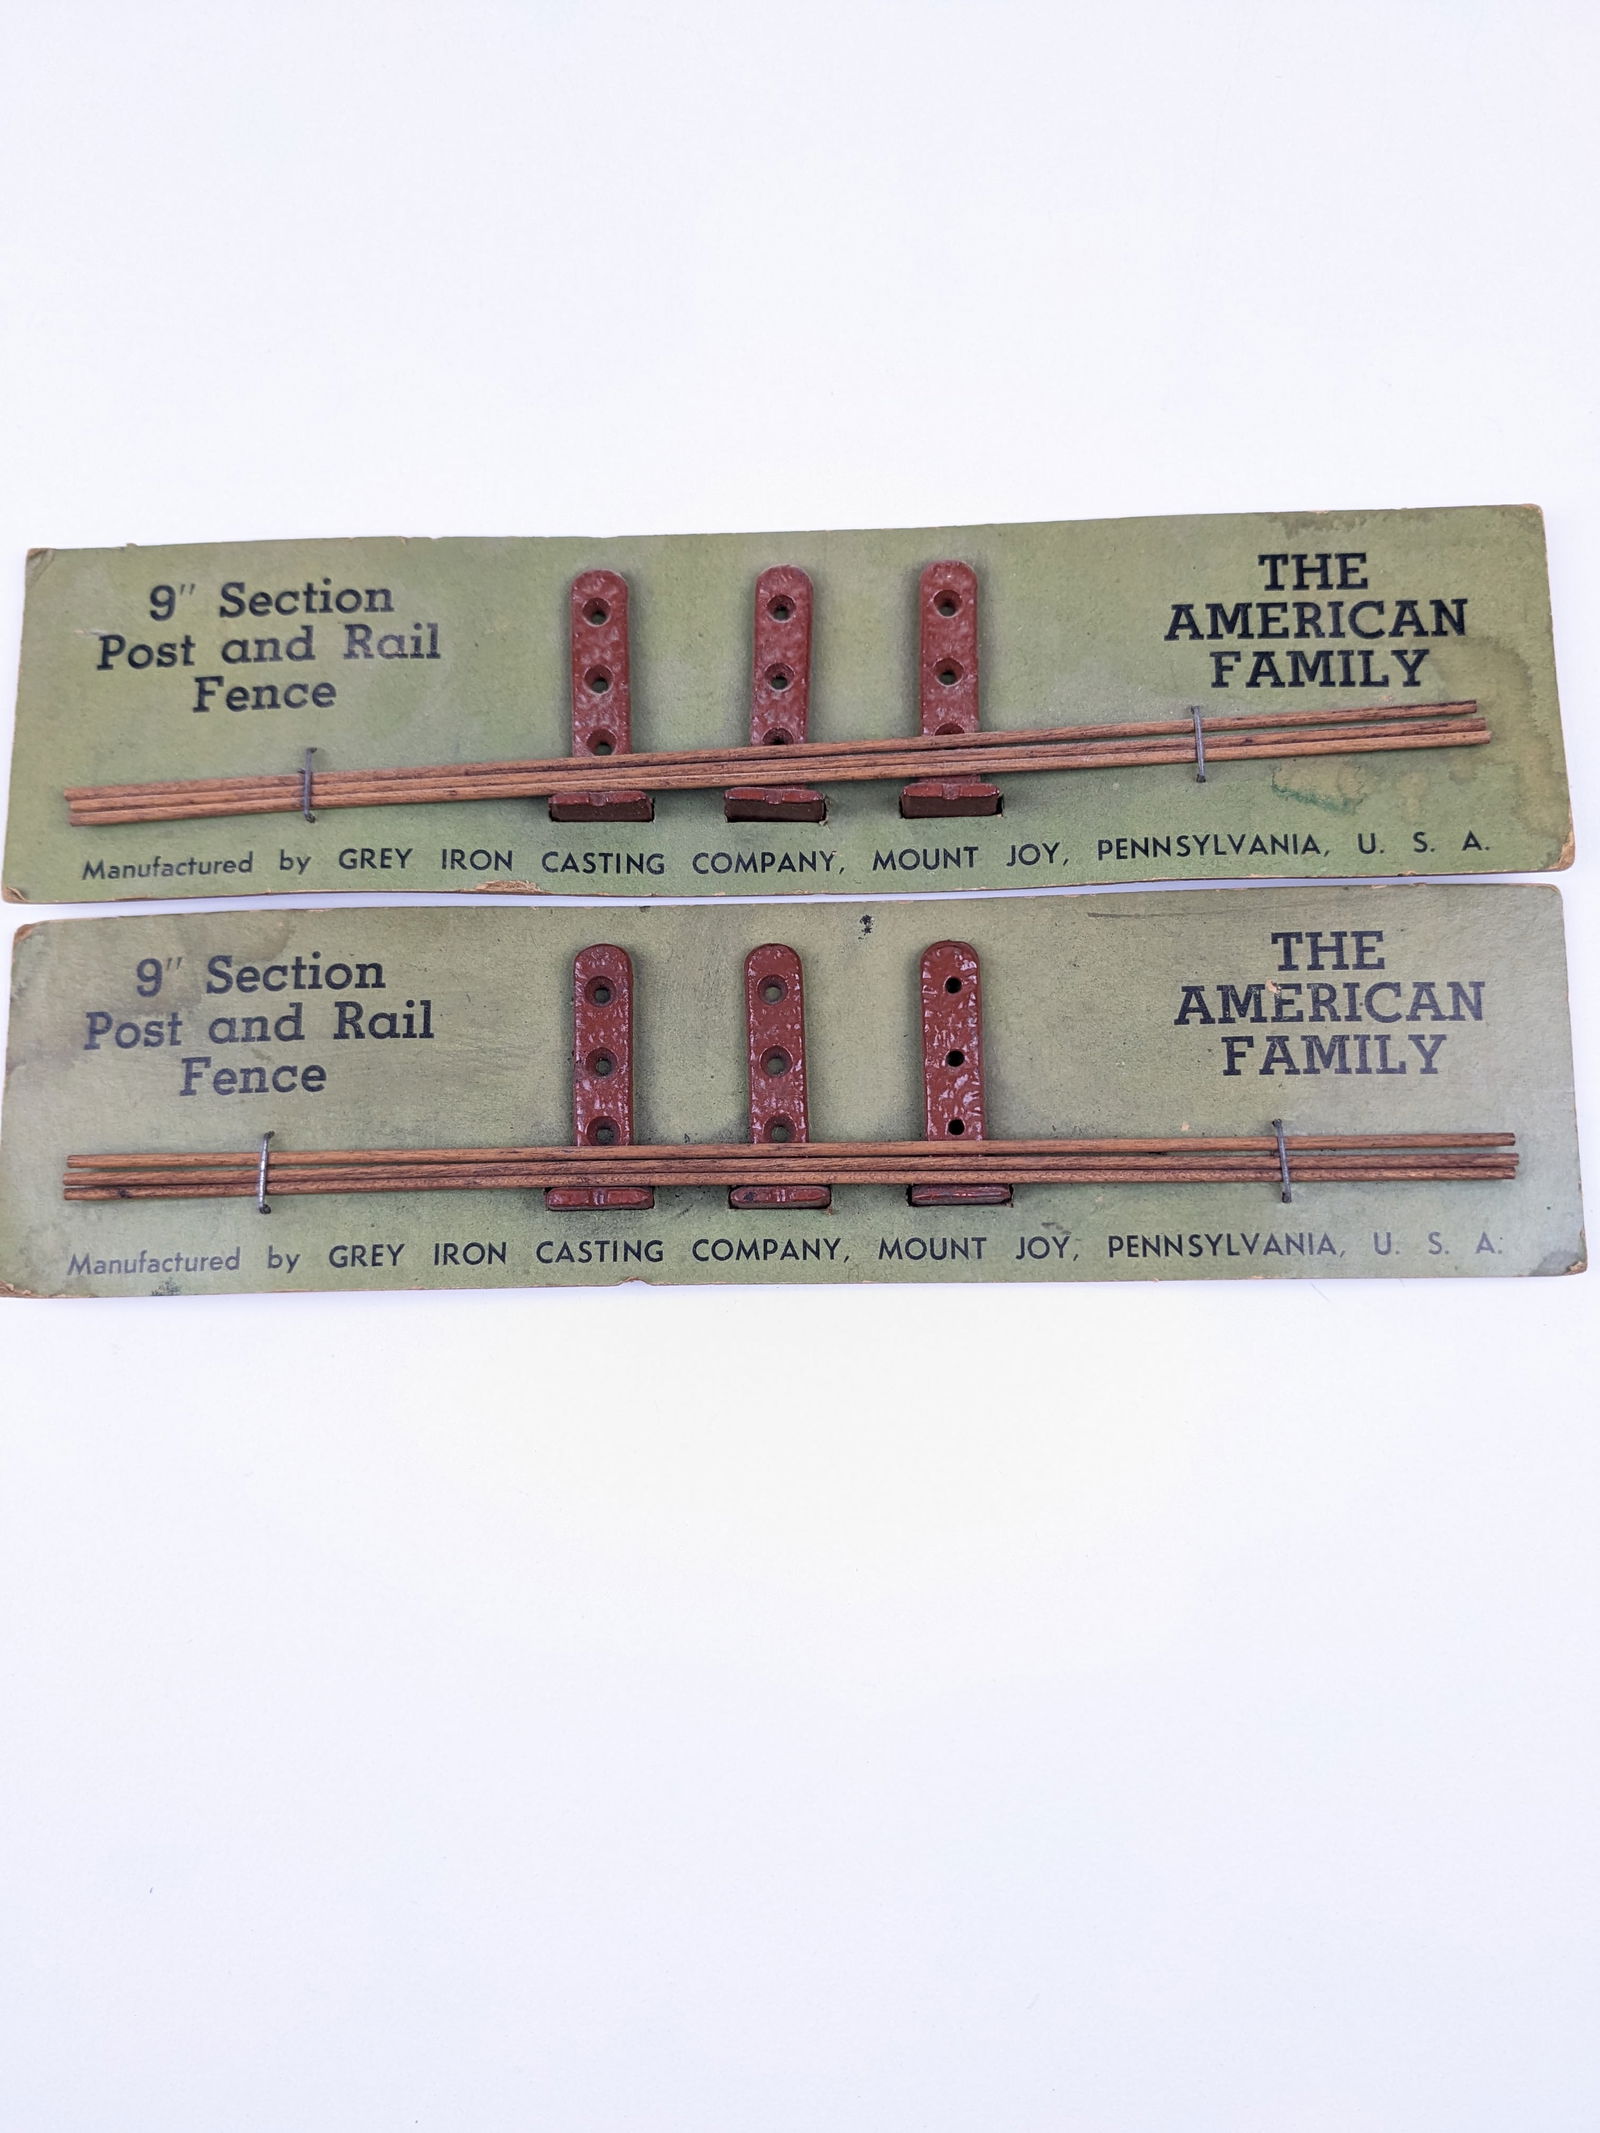 9" Section
Post and Rail
Fence
THE
AMERICAN
FAMILY
Manufactured by GREY IRON CASTING COMPANY, MOUNT JOY, PENNSYLVANIA, U. S. A.
9" Section
Post and Rail
Fence
THE
AMERICAN
FAMILY
Manufactured by GREY IRON CASTING COMPANY, MOUNT JOY, PENNSYLVANIA, U. S. A.